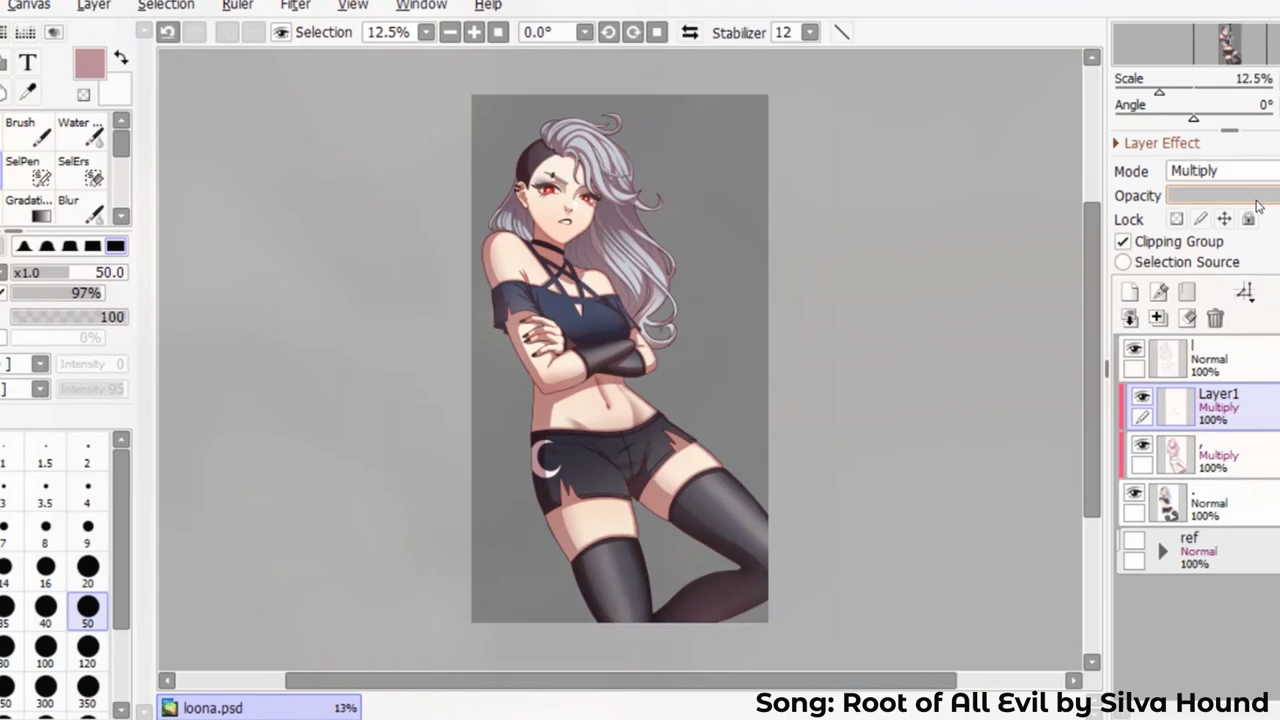 Canvas Layer Selection Ruler Filter View Window Help
Selection 12.5% 0.0° Stabilizer 12
T
Brush Water ...
SelPen SelErs
Gradati... Blur
x1.0 50.0
97%
100
0%
Intensity 0
Intensity 95
1 1.5 2
3 3.5 4
7 8 9
14 16 20
35 40 50
80 100 120
50 300 350
Scale 12.5%
Angle 0°
Layer Effect
Mode Multiply
Opacity
Lock
Clipping Group
Selection Source
l
Normal
100%
Layer1
Multiply
100%
,
Multiply
100%
.
Normal
100%
ref
Normal
100%
loona.psd 13%
Song: Root of All Evil by Silva Hound